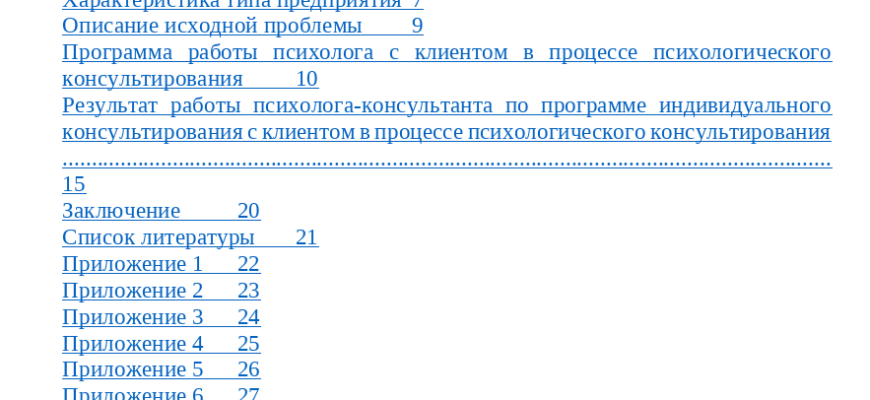 Характеристика типа предприятия 7
Описание исходной проблемы 9
Программа работы психолога с клиентом в процессе психологического
консультирования 10
Результат работы психолога-консультанта по программе индивидуального
консультирования с клиентом в процессе психологического консультирования
....................................................................................................................................
15
Заключение 20
Список литературы 21
Приложение 1 22
Приложение 2 23
Приложение 3 24
Приложение 4 25
Приложение 5 26
Приложение 6 27